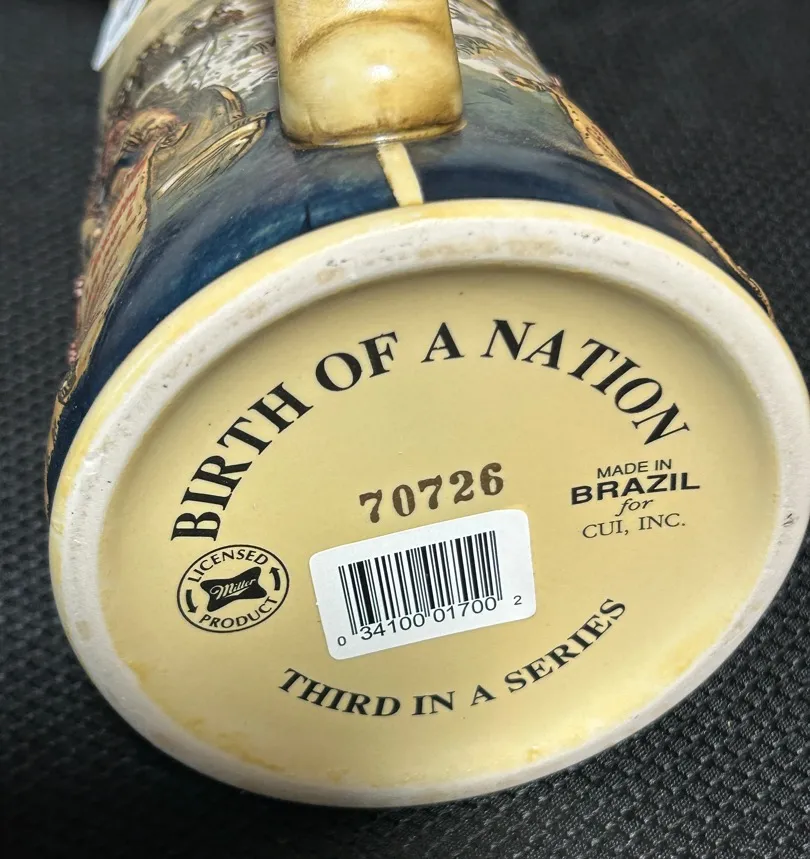 BIRTH OF A NATION
70726
MADE IN
BRAZIL
for
CUI, INC.
LICENSED
Miller
PRODUCT
0 34100 01700 2
THIRD IN A SERIES